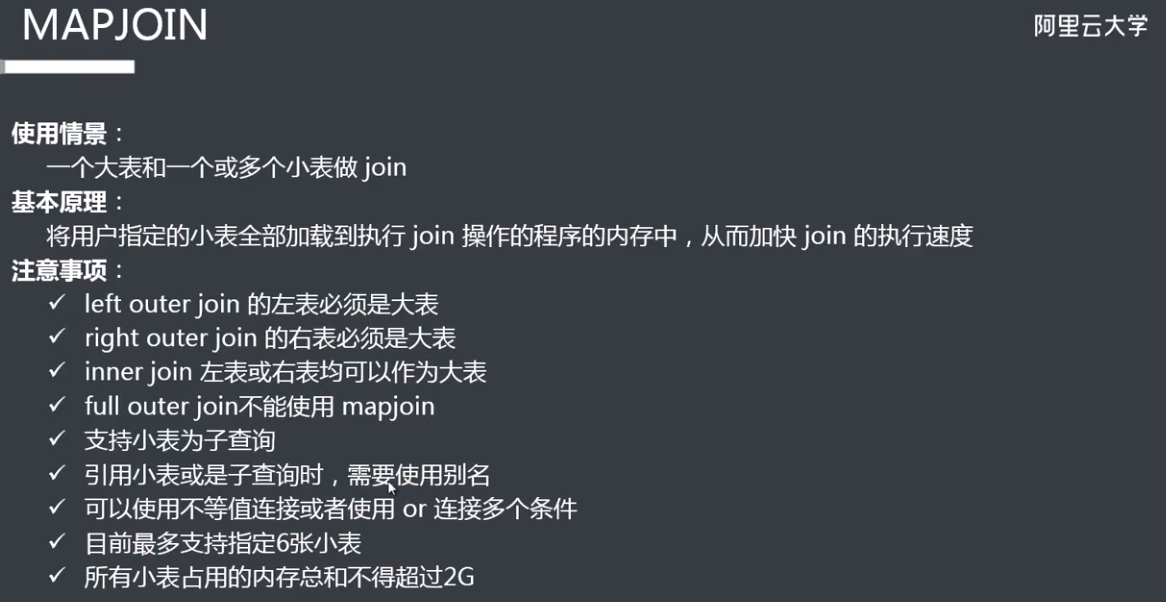 MAPJOIN
阿里云大学
使用情景：
一个大表和一个或多个小表做 join
基本原理：
将用户指定的小表全部加载到执行 join 操作的程序的内存中，从而加快 join 的执行速度
注意事项：
✓ left outer join 的左表必须是大表
✓ right outer join 的右表必须是大表
✓ inner join 左表或右表均可以作为大表
✓ full outer join不能使用 mapjoin
✓ 支持小表为子查询
✓ 引用小表或是子查询时，需要使用别名
✓ 可以使用不等值连接或者使用 or 连接多个条件
✓ 目前最多支持指定6张小表
✓ 所有小表占用的内存总和不得超过2G